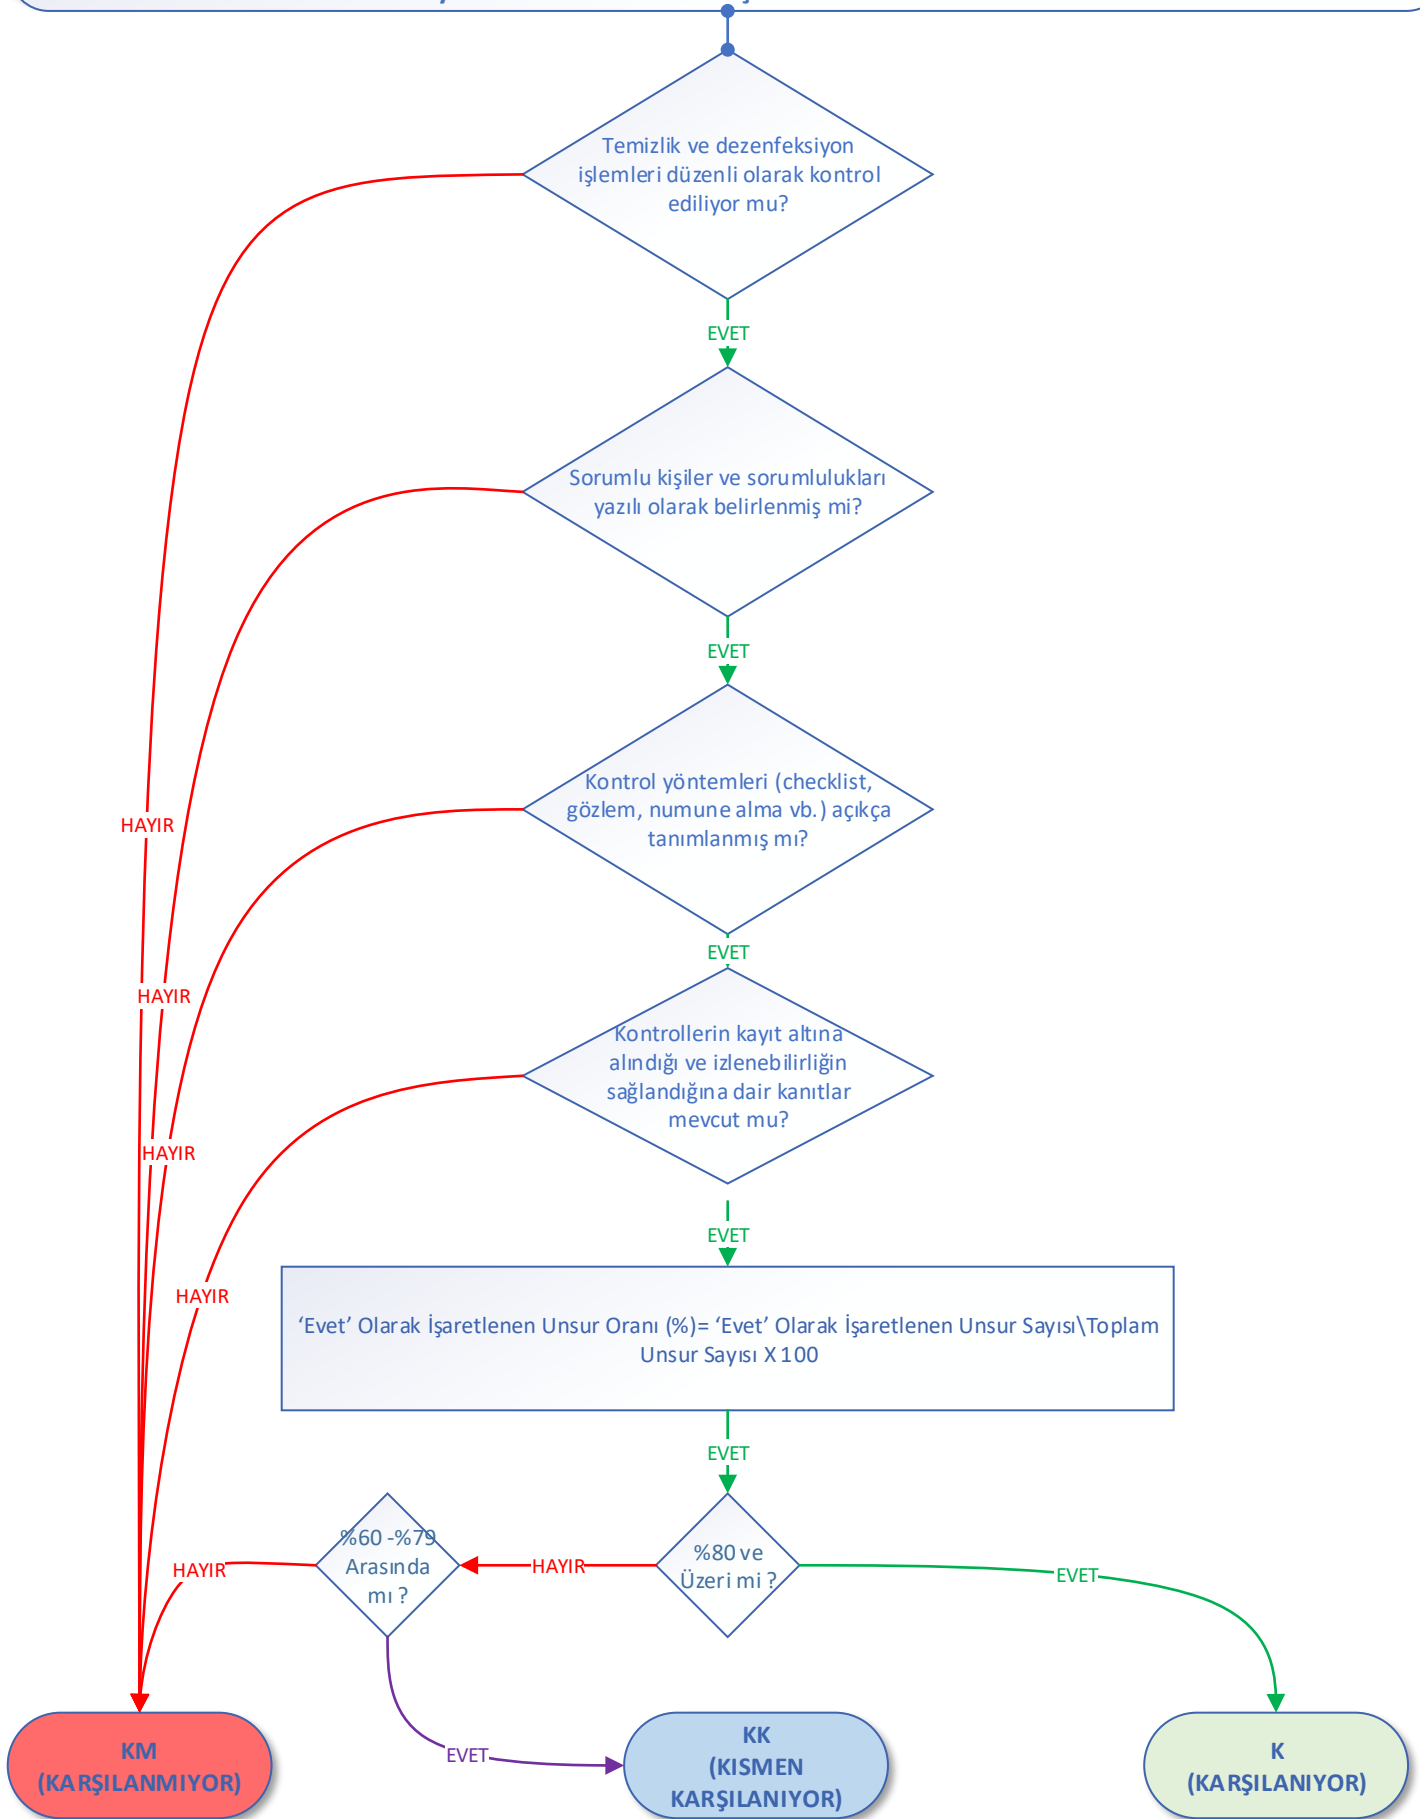 Temizlik ve dezenfeksiyon
işlemleri düzenli olarak kontrol
ediliyor mu?
EVET
Sorumlu kişiler ve sorumlulukları
yazılı olarak belirlenmiş mi?
EVET
Kontrol yöntemleri (checklist,
gözlem, numune alma vb.) açıkça
tanımlanmış mı?
HAYIR
EVET
HAYIR
Kontrollerin kayıt altına
alındığı ve izlenebilirliğin
sağlandığına dair kanıtlar
mevcut mu?
HAYIR
EVET
HAYIR
‘Evet’ Olarak İşaretlenen Unsur Oranı (%)= ‘Evet’ Olarak İşaretlenen Unsur Sayısı\Toplam
Unsur Sayısı X 100
EVET
%60 -%79
Arasında
mı ?
%80 ve
Üzeri mi ?
HAYIR
HAYIR
EVET
EVET
KM
(KARŞILANMIYOR)
KK
(KISMEN
KARŞILANIYOR)
K
(KARŞILANIYOR)